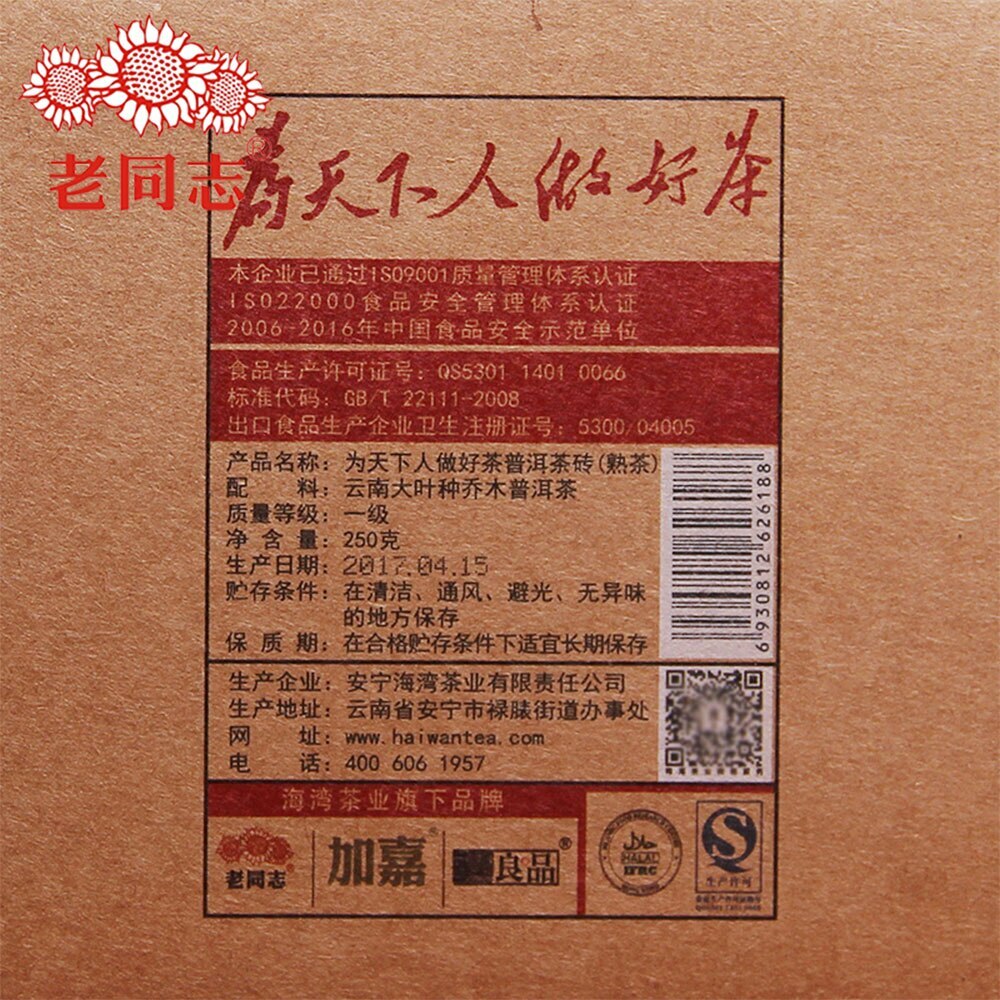 老同志®
为天下人做好茶
本企业已通过ISO9001质量管理体系认证
ISO22000食品安全管理体系认证
2006-2016年中国食品安全示范单位
食品生产许可证号：QS5301 1401 0066
标准代码：GB/T 22111-2008
出口食品生产企业卫生注册证号：5300/04005
产品名称：为天下人做好茶普洱茶砖(熟茶)
配 料：云南大叶种乔木普洱茶
质量等级：一级
净 含 量：250克
生产日期：2017.04.15
贮存条件：在清洁、通风、避光、无异味
的地方保存
保 质 期：在合格贮存条件下适宜长期保存
6930812626188
生产企业：安宁海湾茶业有限责任公司
生产地址：云南省安宁市禄脿街道办事处
网 址：www.haiwantea.com
电 话：400 606 1957
海湾茶业旗下品牌
老同志
加嘉®
良品®
HALAL
S
生产许可